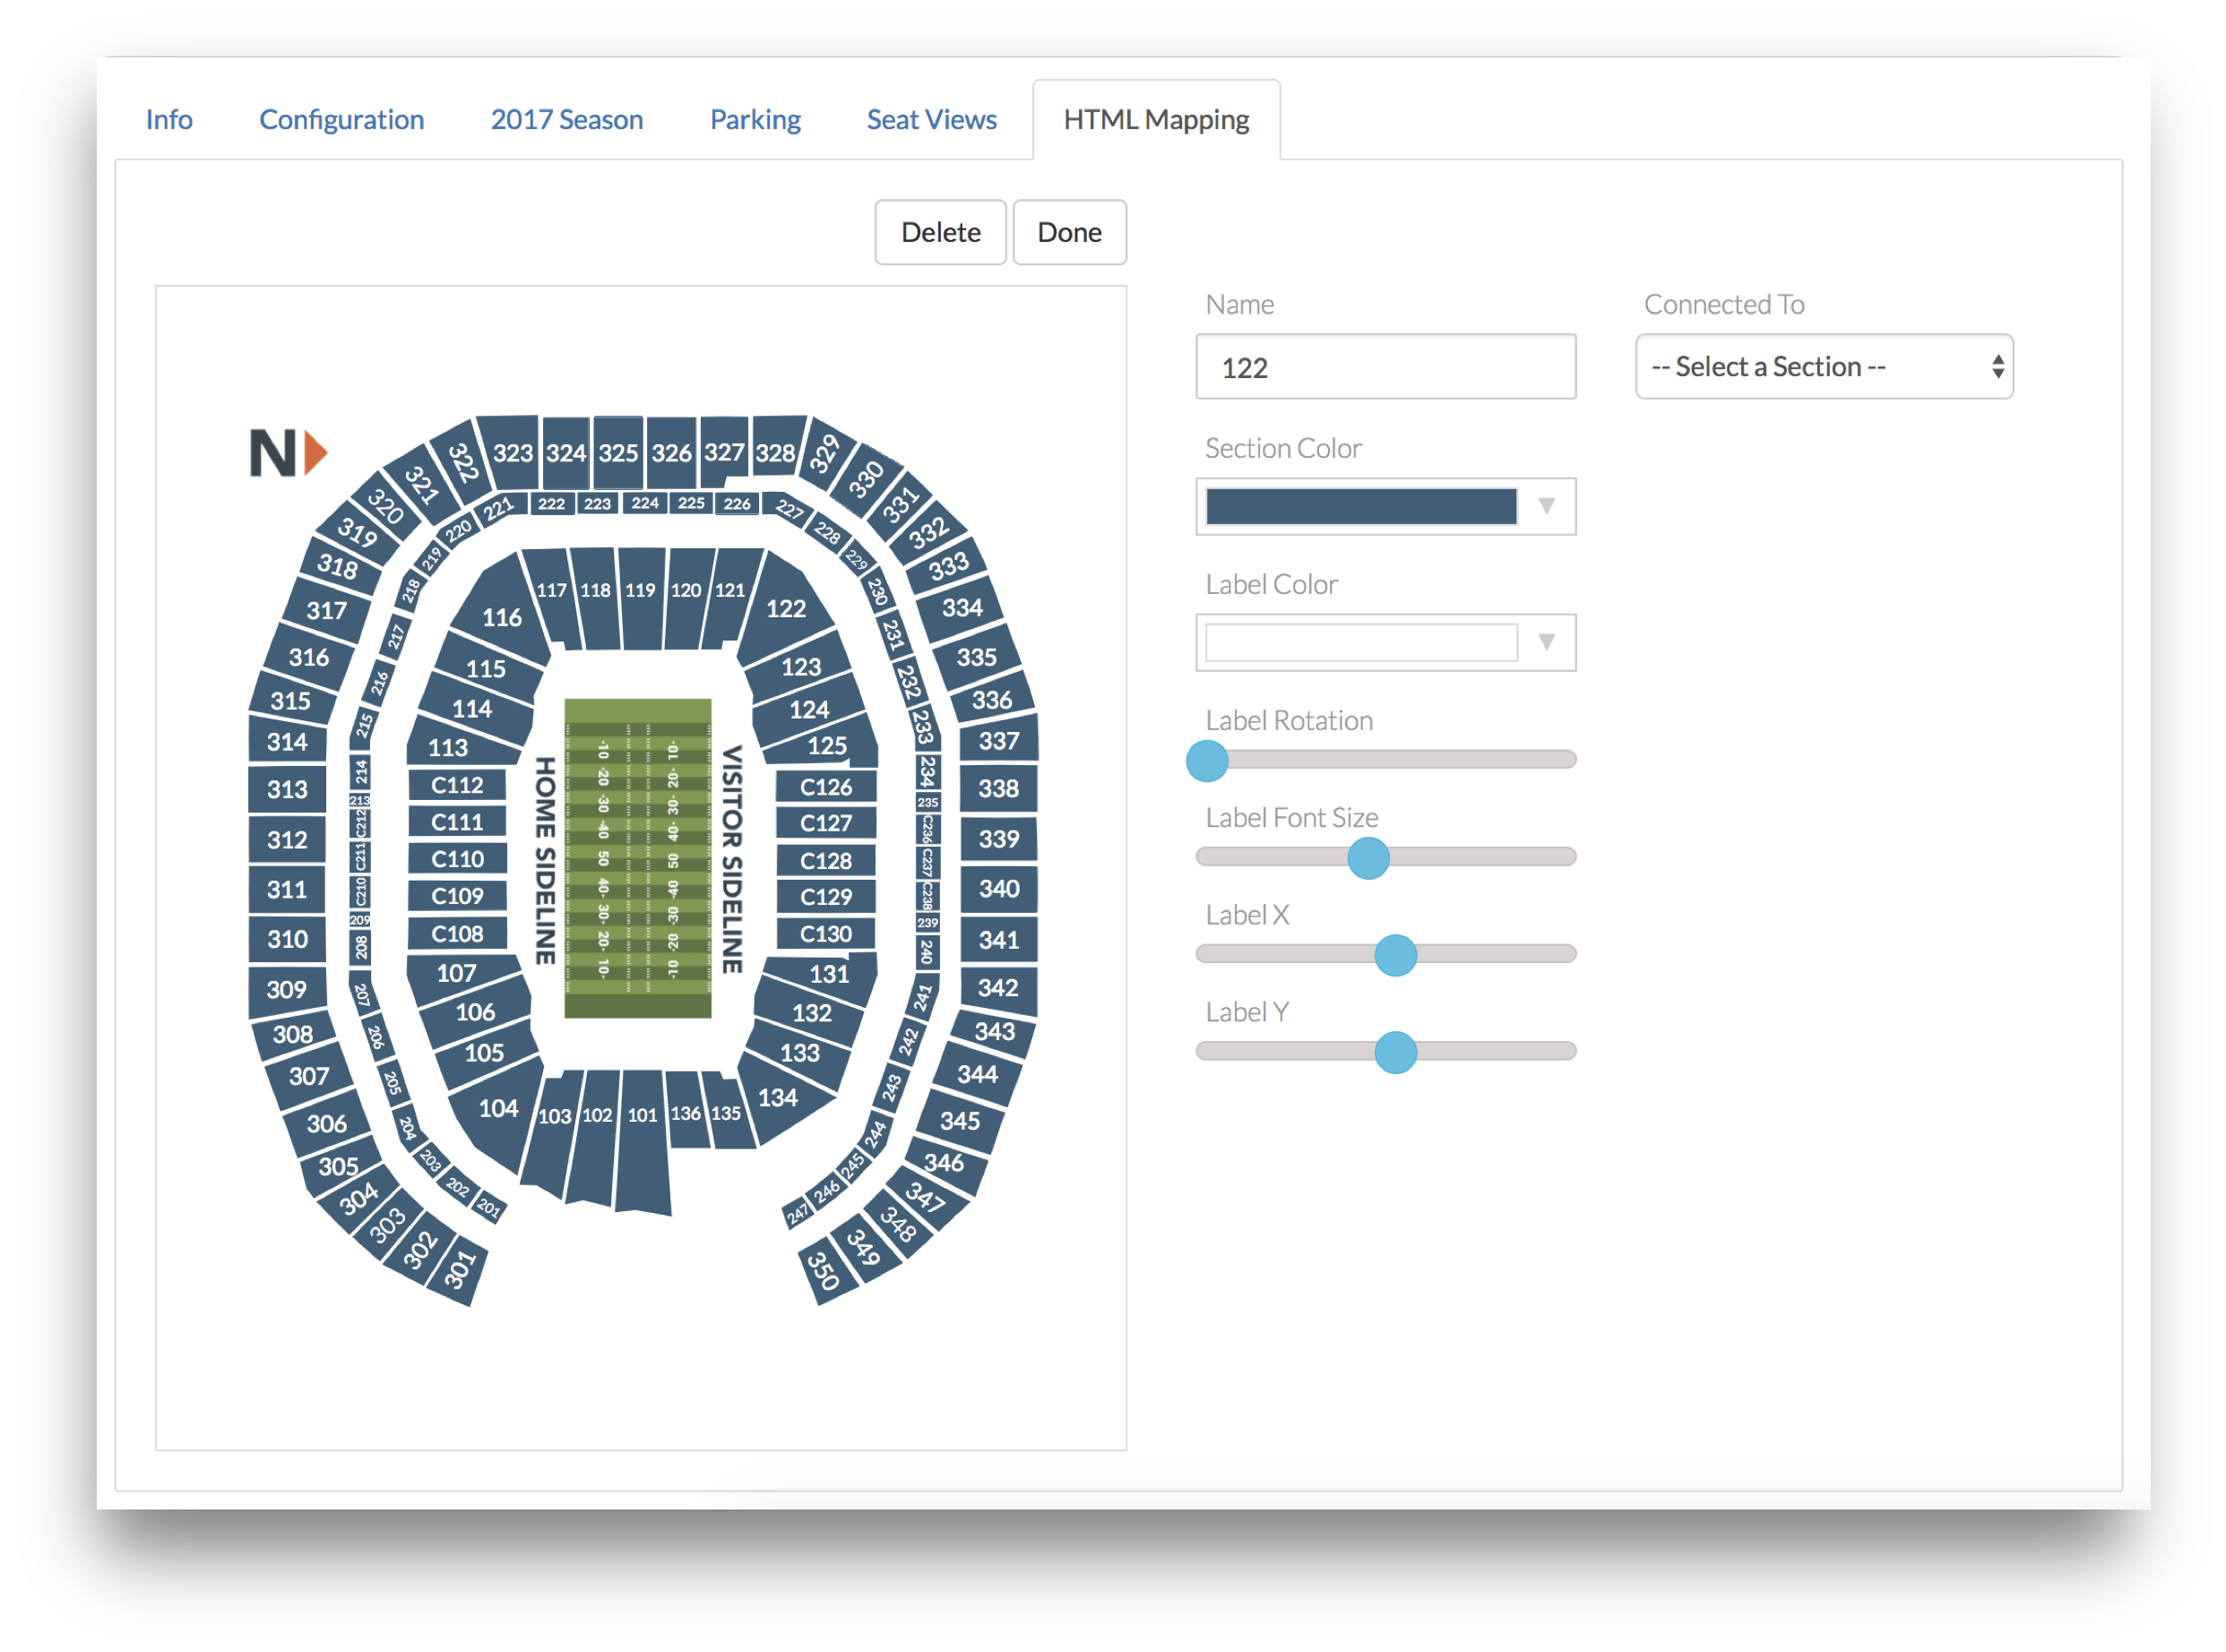 Info Configuration 2017 Season Parking Seat Views HTML Mapping
Delete Done
Name Connected To
122 -- Select a Section --
Section Color
Label Color
Label Rotation
Label Font Size
Label X
Label Y
N
323 324 325 326 327 328
322 329
321 330
320 331
319 332
318 333
317 334
316 335
315 336
314 337
313 338
312 339
311 340
310 341
309 342
308 343
307 344
306 345
305 346
304 347
303 348
302 349
301 350
222 223 224 225 226
221 227
220 228
219 229
218 230
217 231
216 232
215 233
214 234
213 235
C212 C236
C211 C237
C210 C238
209 239
208 240
207 241
206 242
205 243
204 244
203 245
202 246
201 247
117 118 119 120 121
116 122
115 123
114 124
113 125
C112 C126
C111 C127
C110 C128
C109 C129
C108 C130
107 131
106 132
105 133
104 134
103 102 101 136 135
HOME SIDELINE
VISITOR SIDELINE
-10 -20 -30 -40 50 40- 30- 20- 10-
01- 20- 30- 40- 50 -40 -30 -20 -01